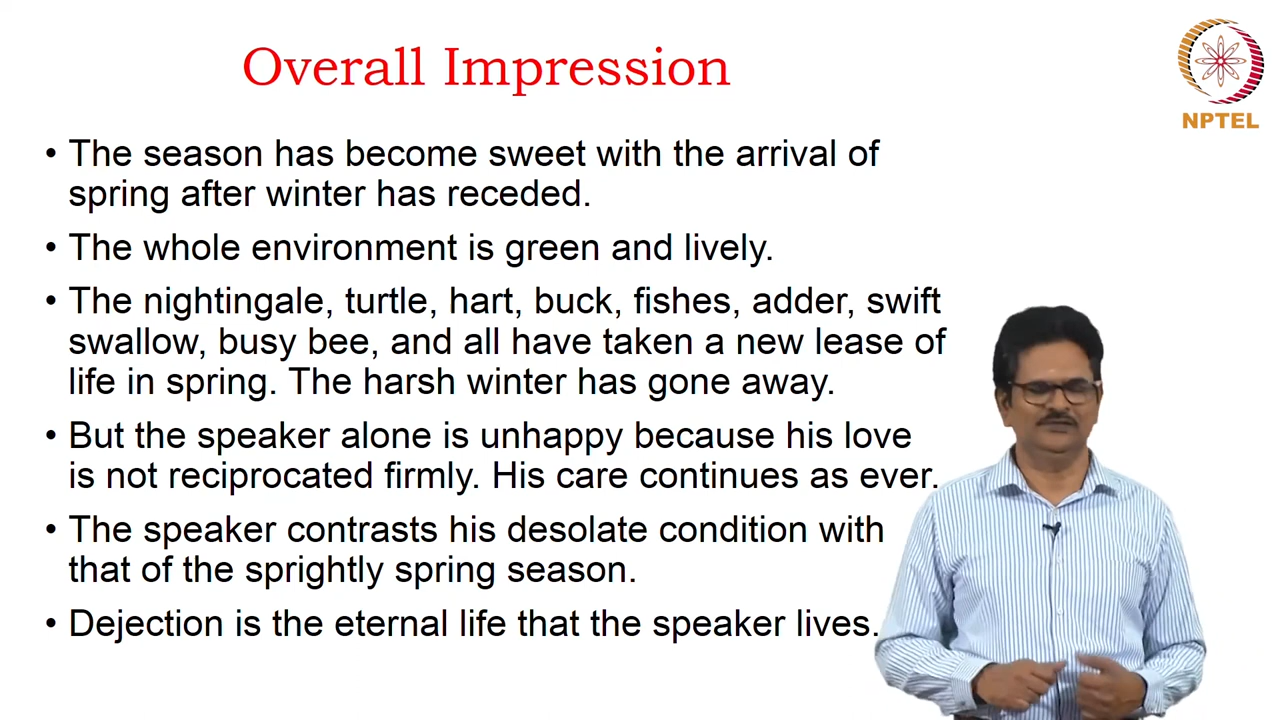 Overall Impression
NPTEL
• The season has become sweet with the arrival of
spring after winter has receded.
• The whole environment is green and lively.
• The nightingale, turtle, hart, buck, fishes, adder, swift
swallow, busy bee, and all have taken a new lease of
life in spring. The harsh winter has gone away.
• But the speaker alone is unhappy because his love
is not reciprocated firmly. His care continues as ever.
• The speaker contrasts his desolate condition with
that of the sprightly spring season.
• Dejection is the eternal life that the speaker lives.